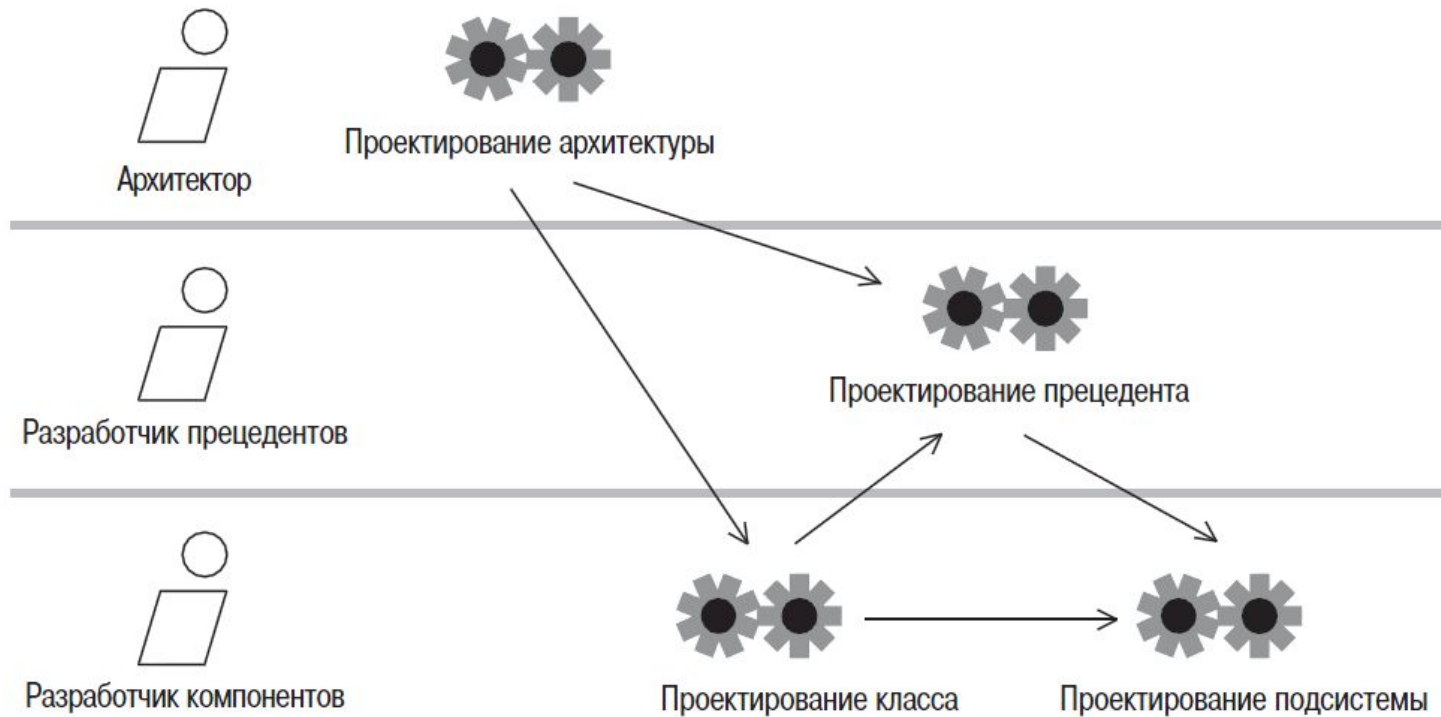 Проектирование архитектуры
Архитектор
Проектирование прецедента
Разработчик прецедентов
Разработчик компонентов
Проектирование класса
Проектирование подсистемы